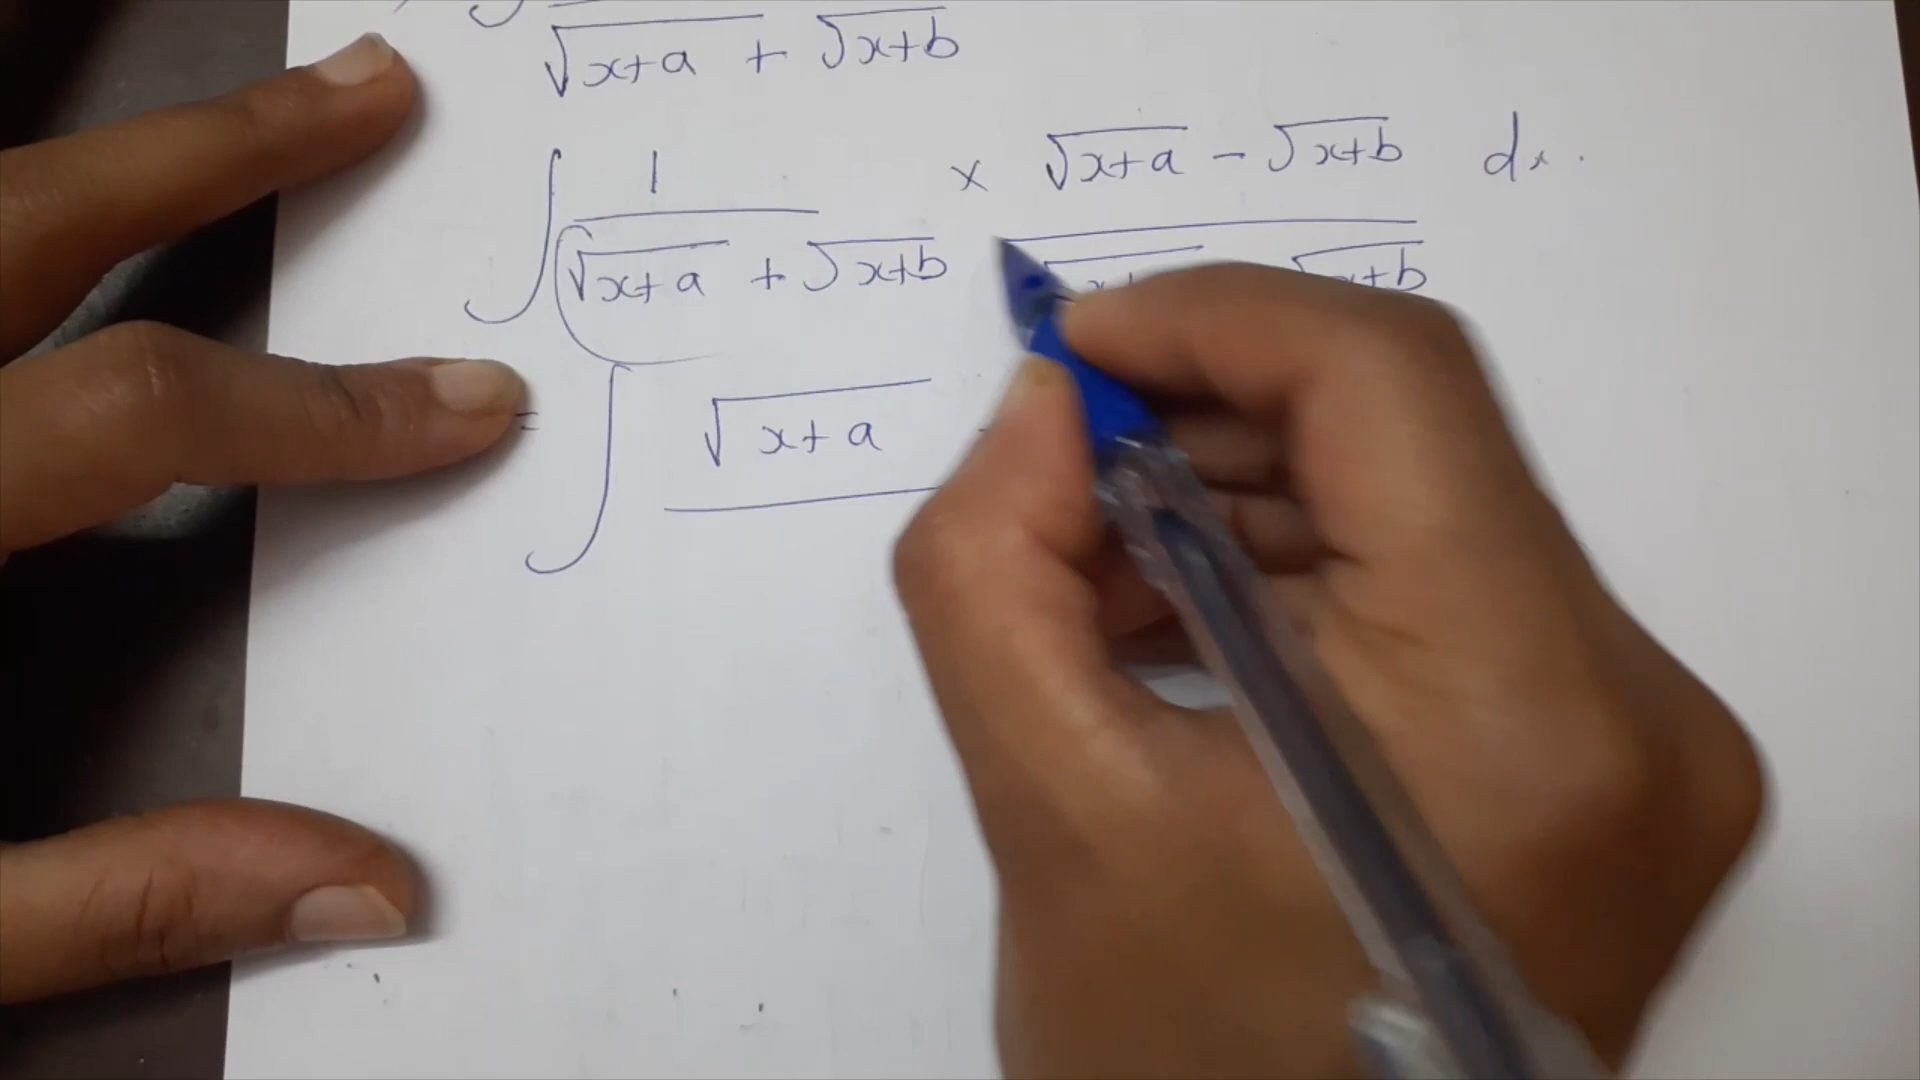 √x+a + √x+b
∫ 1 × √x+a - √x+b dx.
√x+a + √x+b √x+ √x+b
= ∫ √x+a